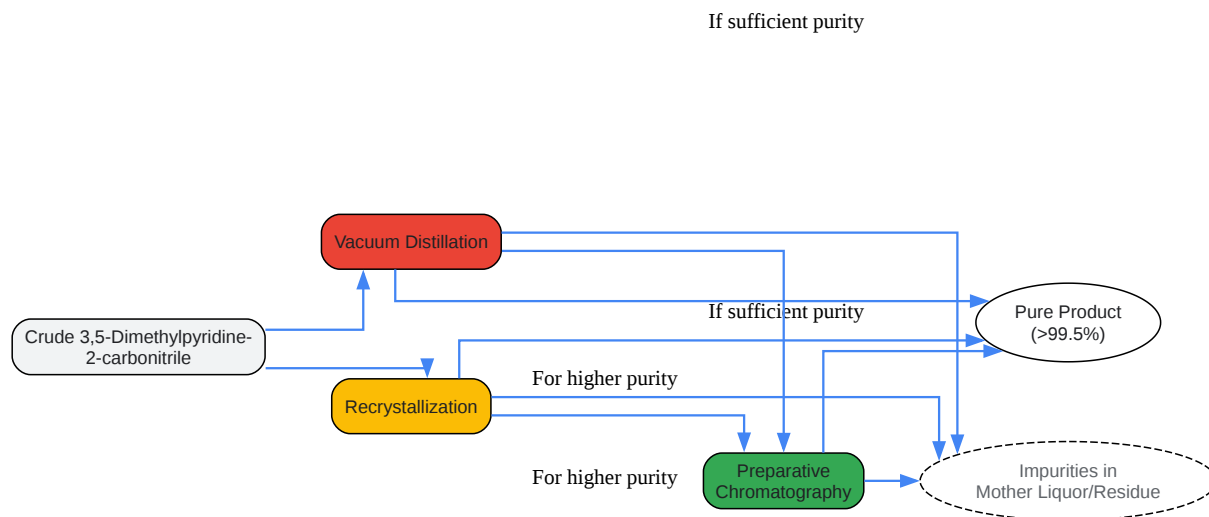 If sufficient purity
Vacuum Distillation
Crude 3,5-Dimethylpyridine-
2-carbonitrile
If sufficient purity
Pure Product
(>99.5%)
For higher purity
Recrystallization
For higher purity
Preparative
Chromatography
Impurities in
Mother Liquor/Residue